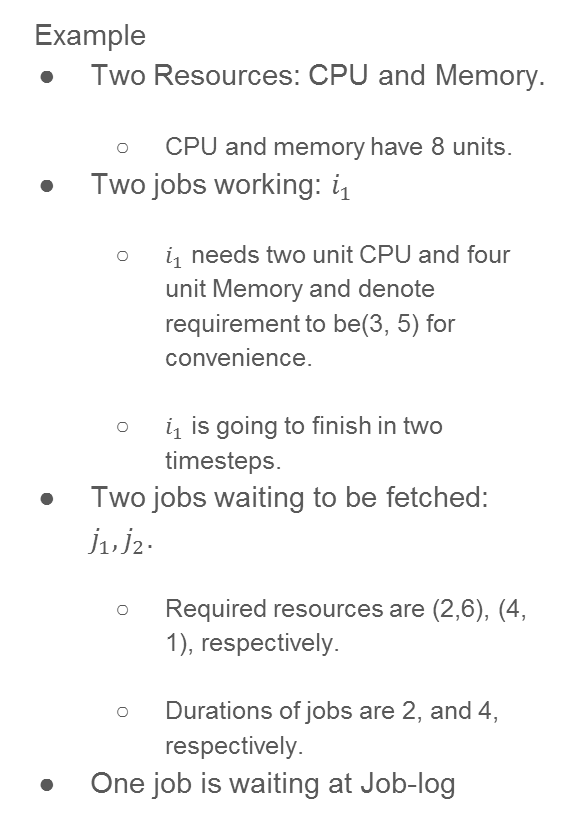 Example
● Two Resources: CPU and Memory.
○ CPU and memory have 8 units.
● Two jobs working: i₁
○ i₁ needs two unit CPU and four
unit Memory and denote
requirement to be(3, 5) for
convenience.
○ i₁ is going to finish in two
timesteps.
● Two jobs waiting to be fetched:
j₁, j₂.
○ Required resources are (2,6), (4,
1), respectively.
○ Durations of jobs are 2, and 4,
respectively.
● One job is waiting at Job-log